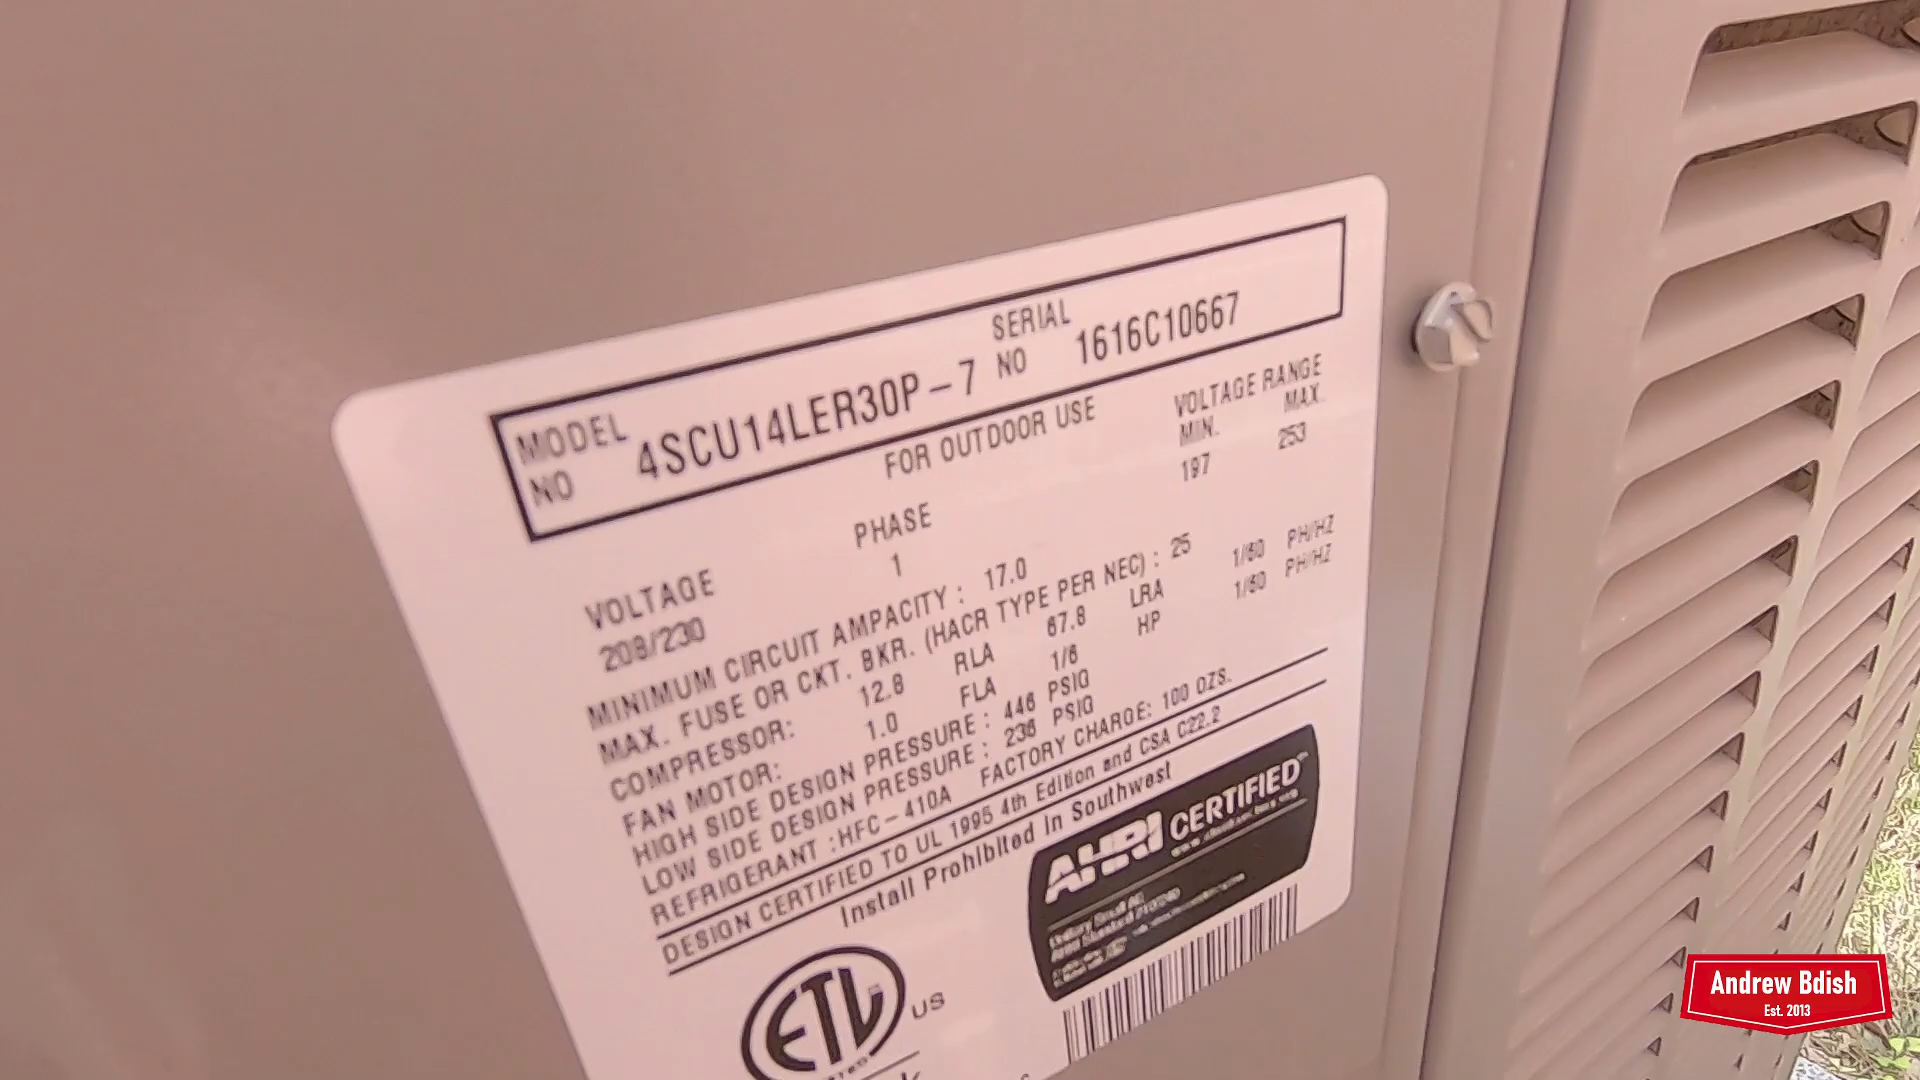 MODEL NO 4SCU14LER30P-7 SERIAL NO 1616C10667
FOR OUTDOOR USE
VOLTAGE RANGE
MIN. MAX.
197 253
VOLTAGE PHASE
208/230 1
MINIMUM CIRCUIT AMPACITY: 17.0
MAX. FUSE OR CKT. BKR. (HACR TYPE PER NEC): 25
COMPRESSOR: 12.8 RLA 67.8 LRA 1/60 PH/HZ
FAN MOTOR: 1.0 FLA 1/6 HP 1/60 PH/HZ
HIGH SIDE DESIGN PRESSURE: 446 PSIG
LOW SIDE DESIGN PRESSURE: 236 PSIG
REFRIGERANT :HFC-410A FACTORY CHARGE: 100 OZS.
DESIGN CERTIFIED TO UL 1995 4th Edition and CSA C22.2
Install Prohibited in Southwest
AHRI CERTIFIED
ETL US
Andrew Bdish
Est. 2013